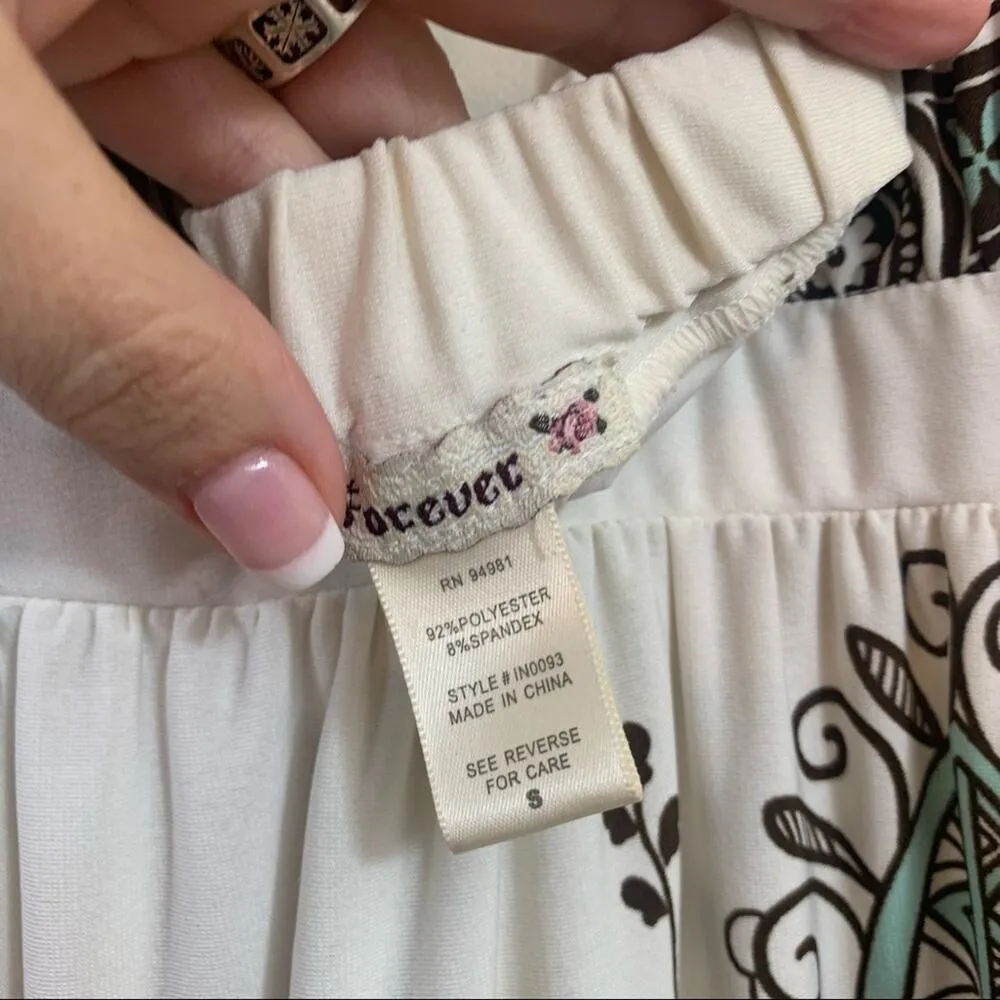 Forever
RN 94981
92%POLYESTER
8%SPANDEX
STYLE # IN0093
MADE IN CHINA
SEE REVERSE
FOR CARE
S